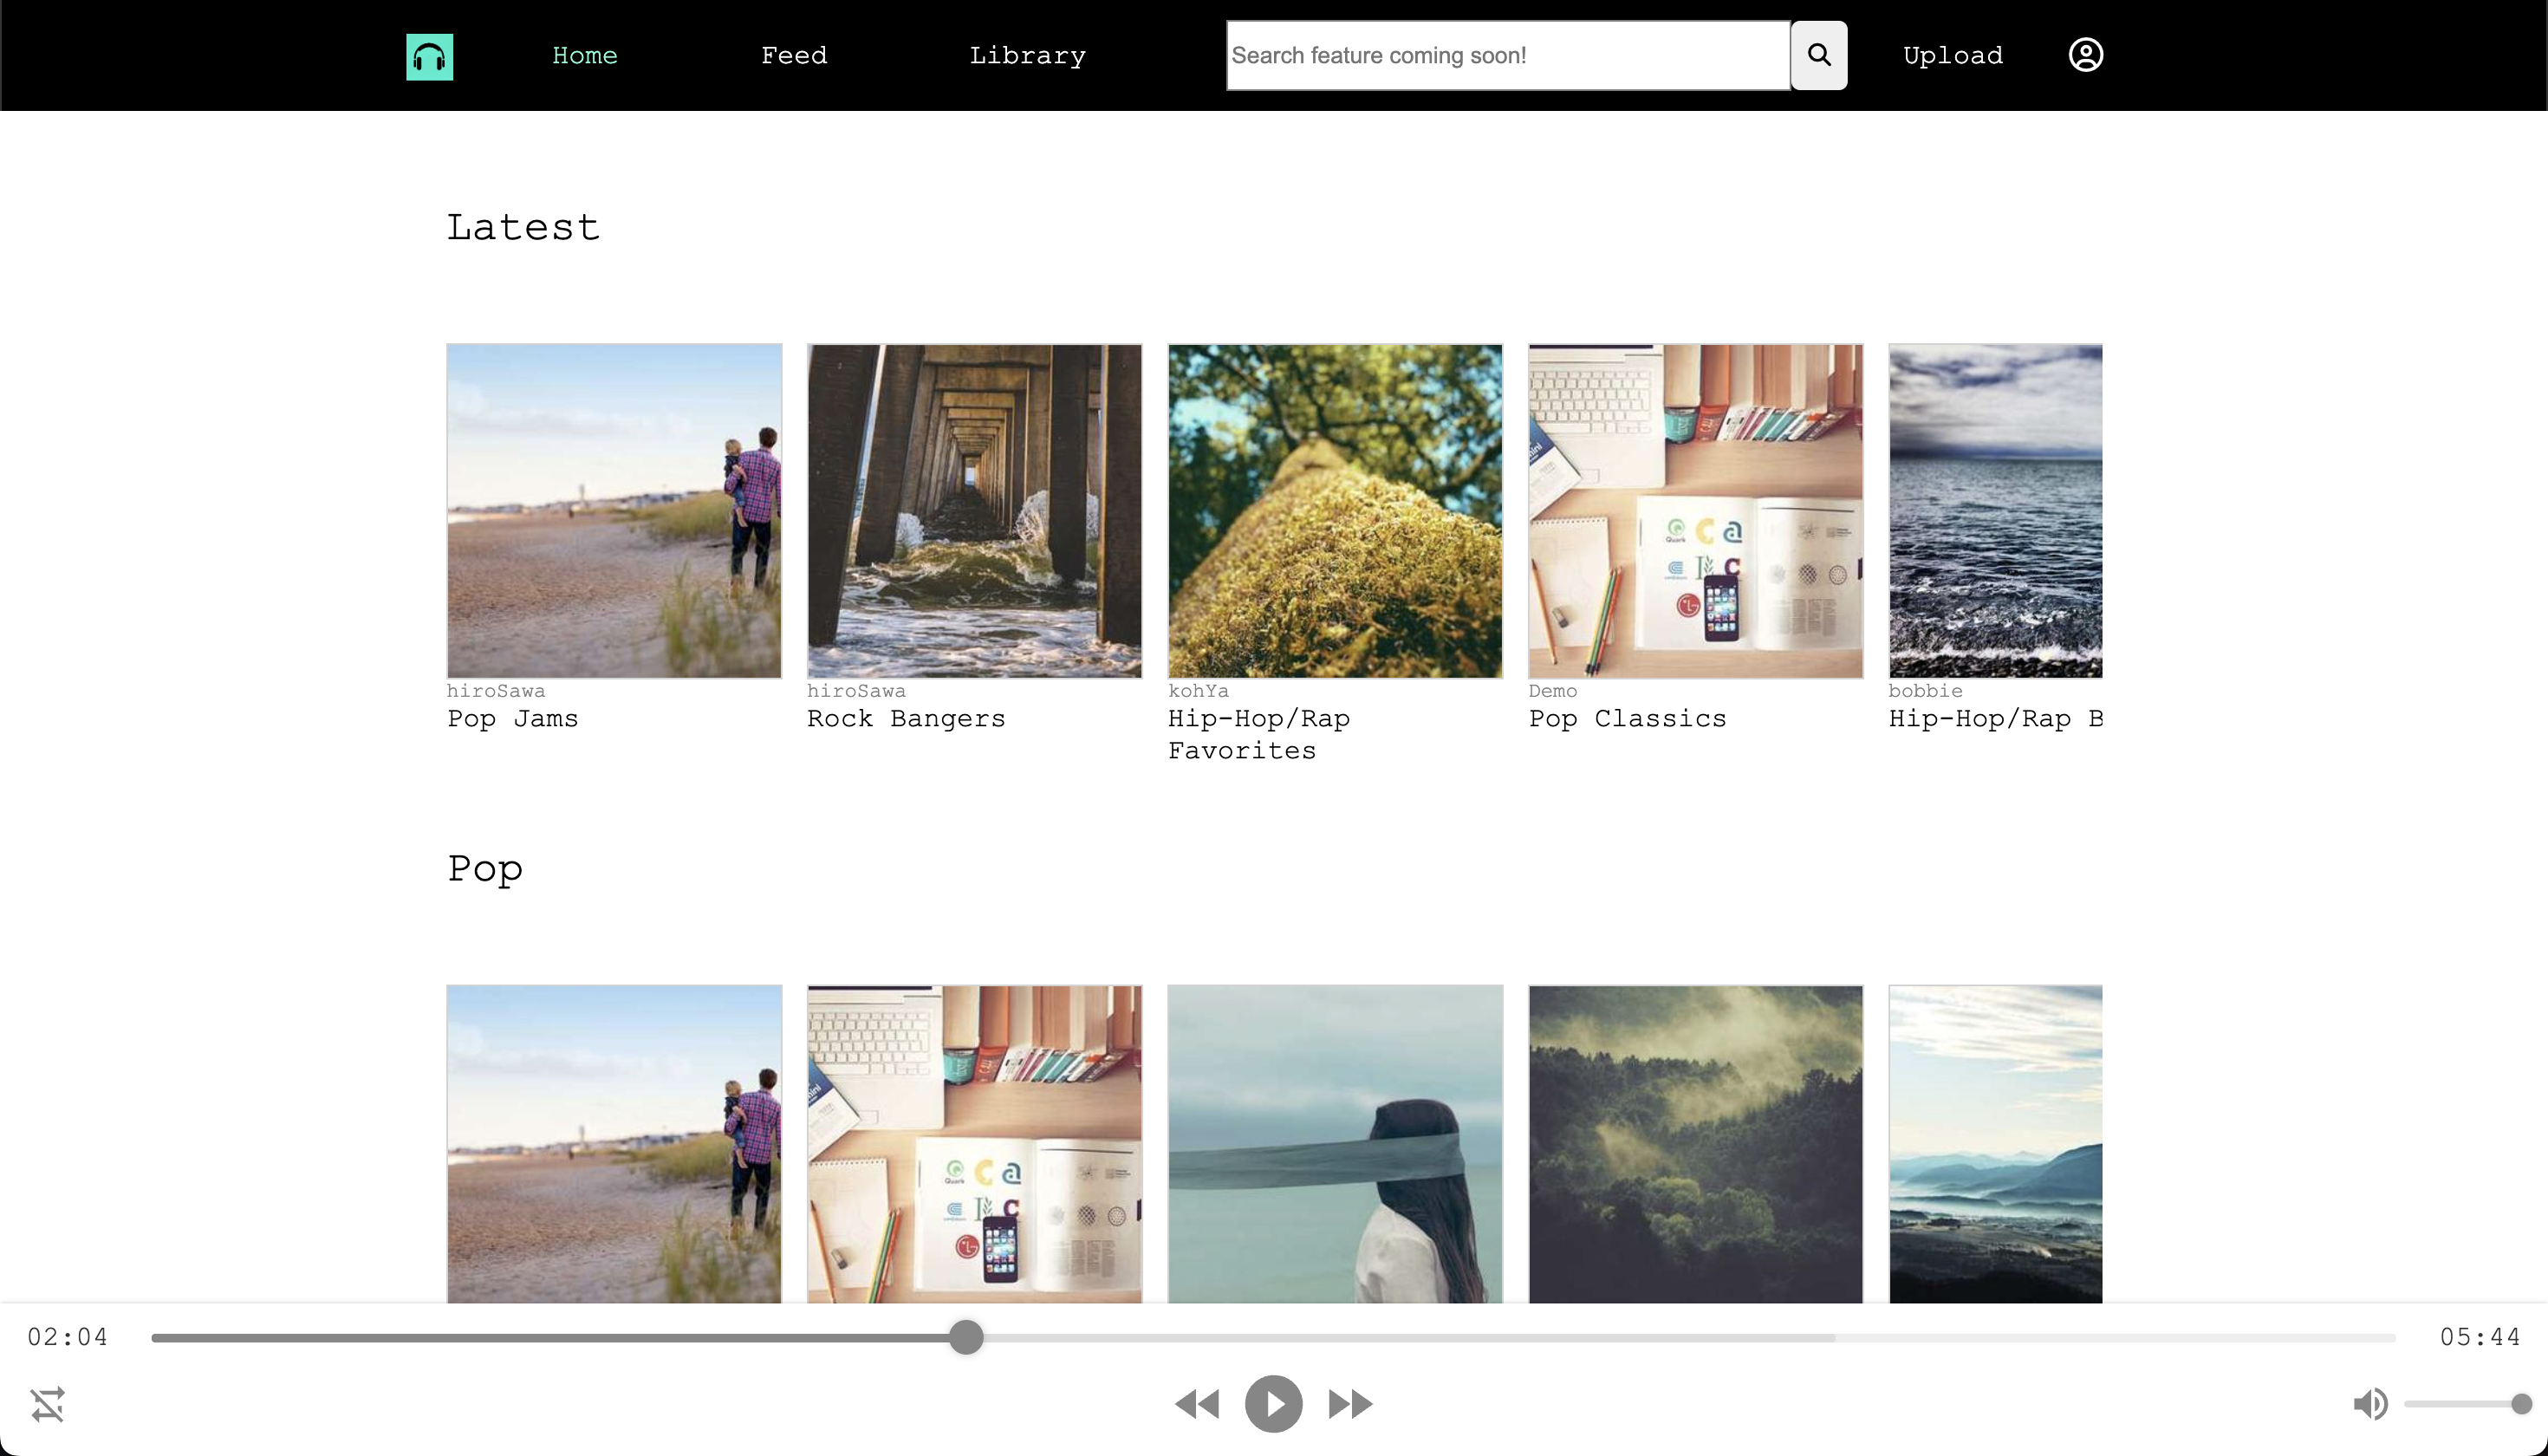 Home Feed Library Search feature coming soon! Upload
Latest
hiroSawa hiroSawa kohYa Demo bobbie
Pop Jams Rock Bangers Hip-Hop/Rap Pop Classics Hip-Hop/Rap B
Favorites
Pop
02:04 05:44